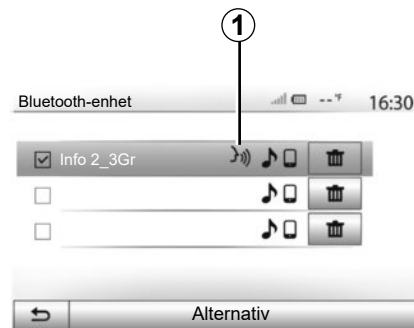 1
Bluetooth-enhet --°F 16:30
Info 2_3Gr
Alternativ